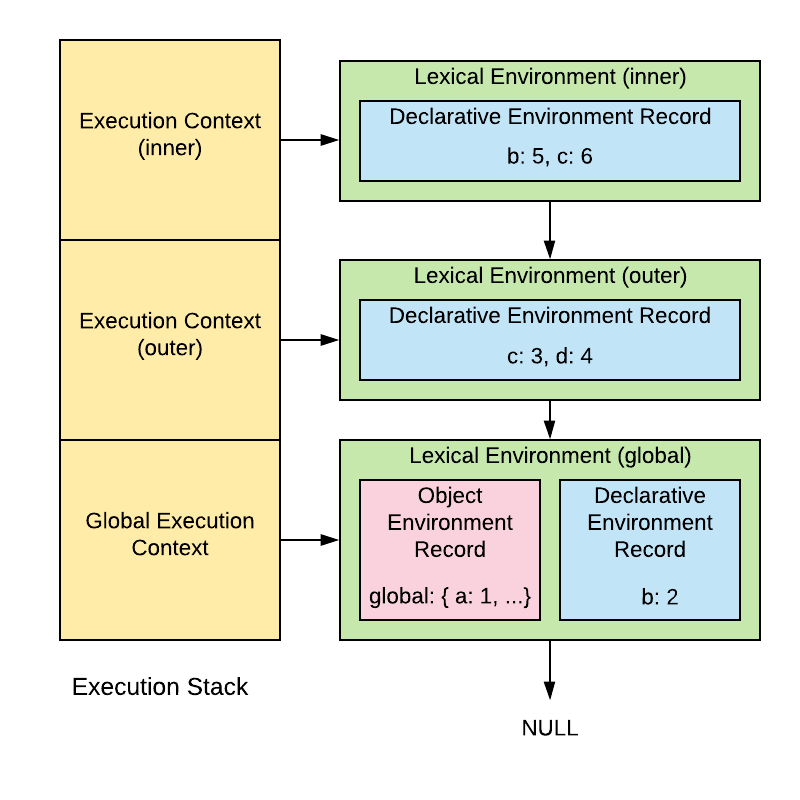 Execution Context
(inner)
Lexical Environment (inner)
Declarative Environment Record
b: 5, c: 6
Execution Context
(outer)
Lexical Environment (outer)
Declarative Environment Record
c: 3, d: 4
Global Execution
Context
Lexical Environment (global)
Object
Environment
Record
global: { a: 1, ...}
Declarative
Environment
Record
b: 2
Execution Stack
NULL